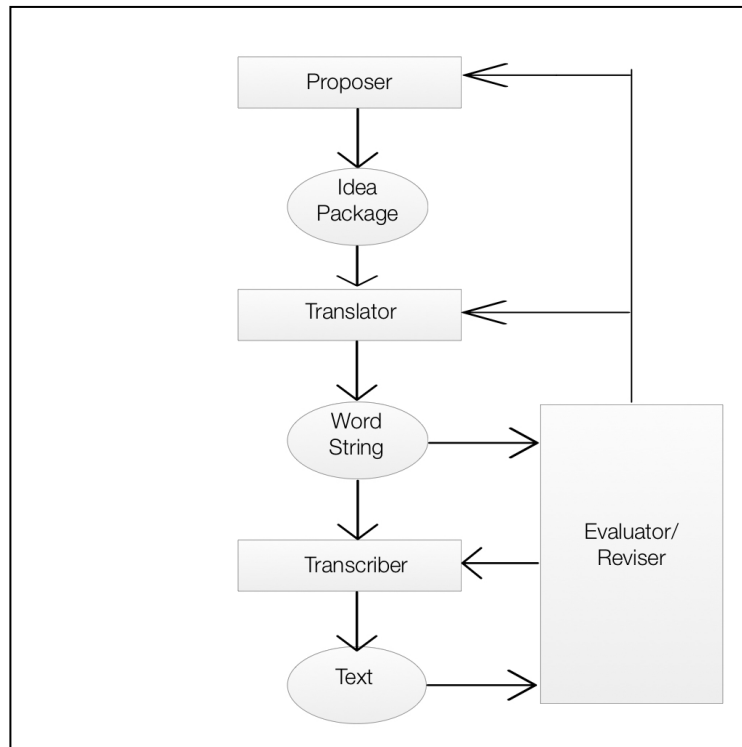 Proposer
Idea
Package
Translator
Word
String
Evaluator/
Reviser
Transcriber
Text